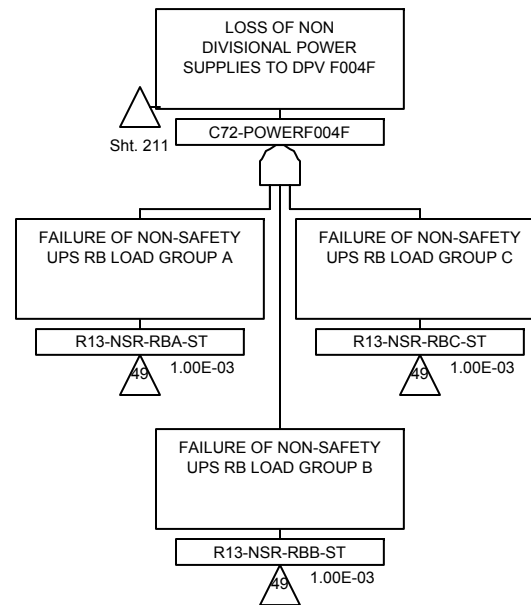 LOSS OF NON
DIVISIONAL POWER
SUPPLIES TO DPV F004F
Sht. 211
C72-POWERF004F
FAILURE OF NON-SAFETY
UPS RB LOAD GROUP A
R13-NSR-RBA-ST
49
1.00E-03
FAILURE OF NON-SAFETY
UPS RB LOAD GROUP C
R13-NSR-RBC-ST
49
1.00E-03
FAILURE OF NON-SAFETY
UPS RB LOAD GROUP B
R13-NSR-RBB-ST
49
1.00E-03